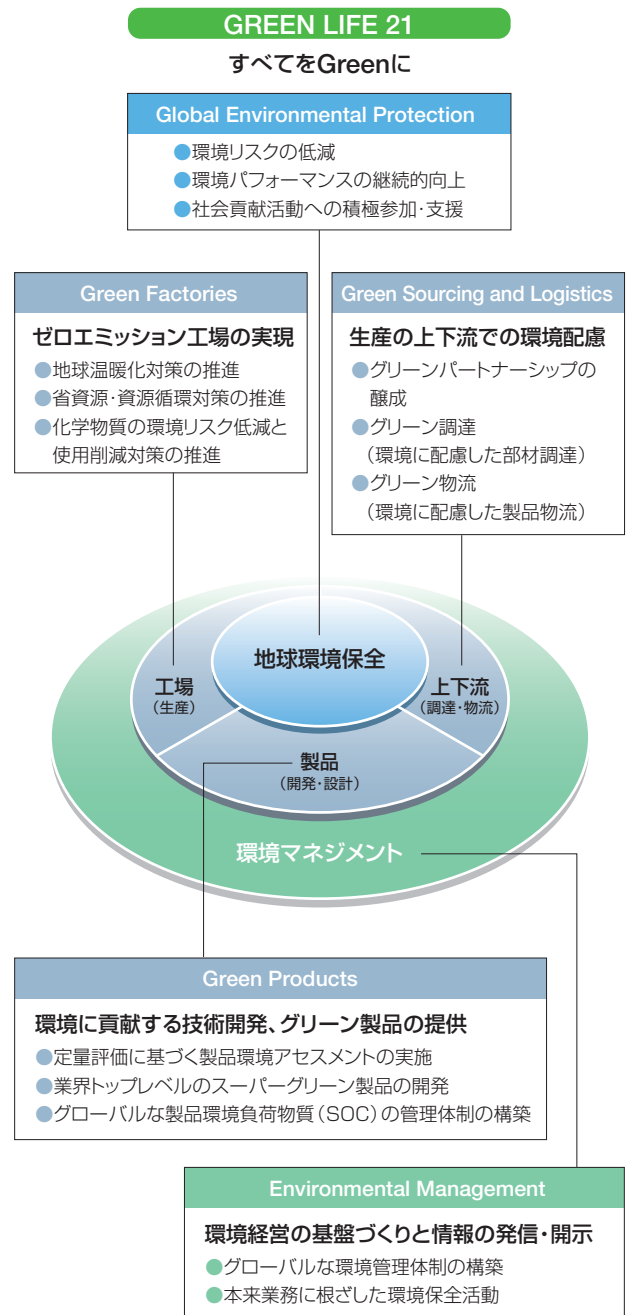 GREEN LIFE 21
すべてをGreenに
Global Environmental Protection
●環境リスクの低減
●環境パフォーマンスの継続的向上
●社会貢献活動への積極参加・支援
Green Factories
ゼロエミッション工場の実現
●地球温暖化対策の推進
●省資源・資源循環対策の推進
●化学物質の環境リスク低減と
使用削減対策の推進
Green Sourcing and Logistics
生産の上下流での環境配慮
●グリーンパートナーシップの
醸成
●グリーン調達
（環境に配慮した部材調達）
●グリーン物流
（環境に配慮した製品物流）
地球環境保全
工場
（生産）
上下流
（調達・物流）
製品
（開発・設計）
環境マネジメント
Green Products
環境に貢献する技術開発、グリーン製品の提供
●定量評価に基づく製品環境アセスメントの実施
●業界トップレベルのスーパーグリーン製品の開発
●グローバルな製品環境負荷物質（SOC）の管理体制の構築
Environmental Management
環境経営の基盤づくりと情報の発信・開示
●グローバルな環境管理体制の構築
●本来業務に根ざした環境保全活動